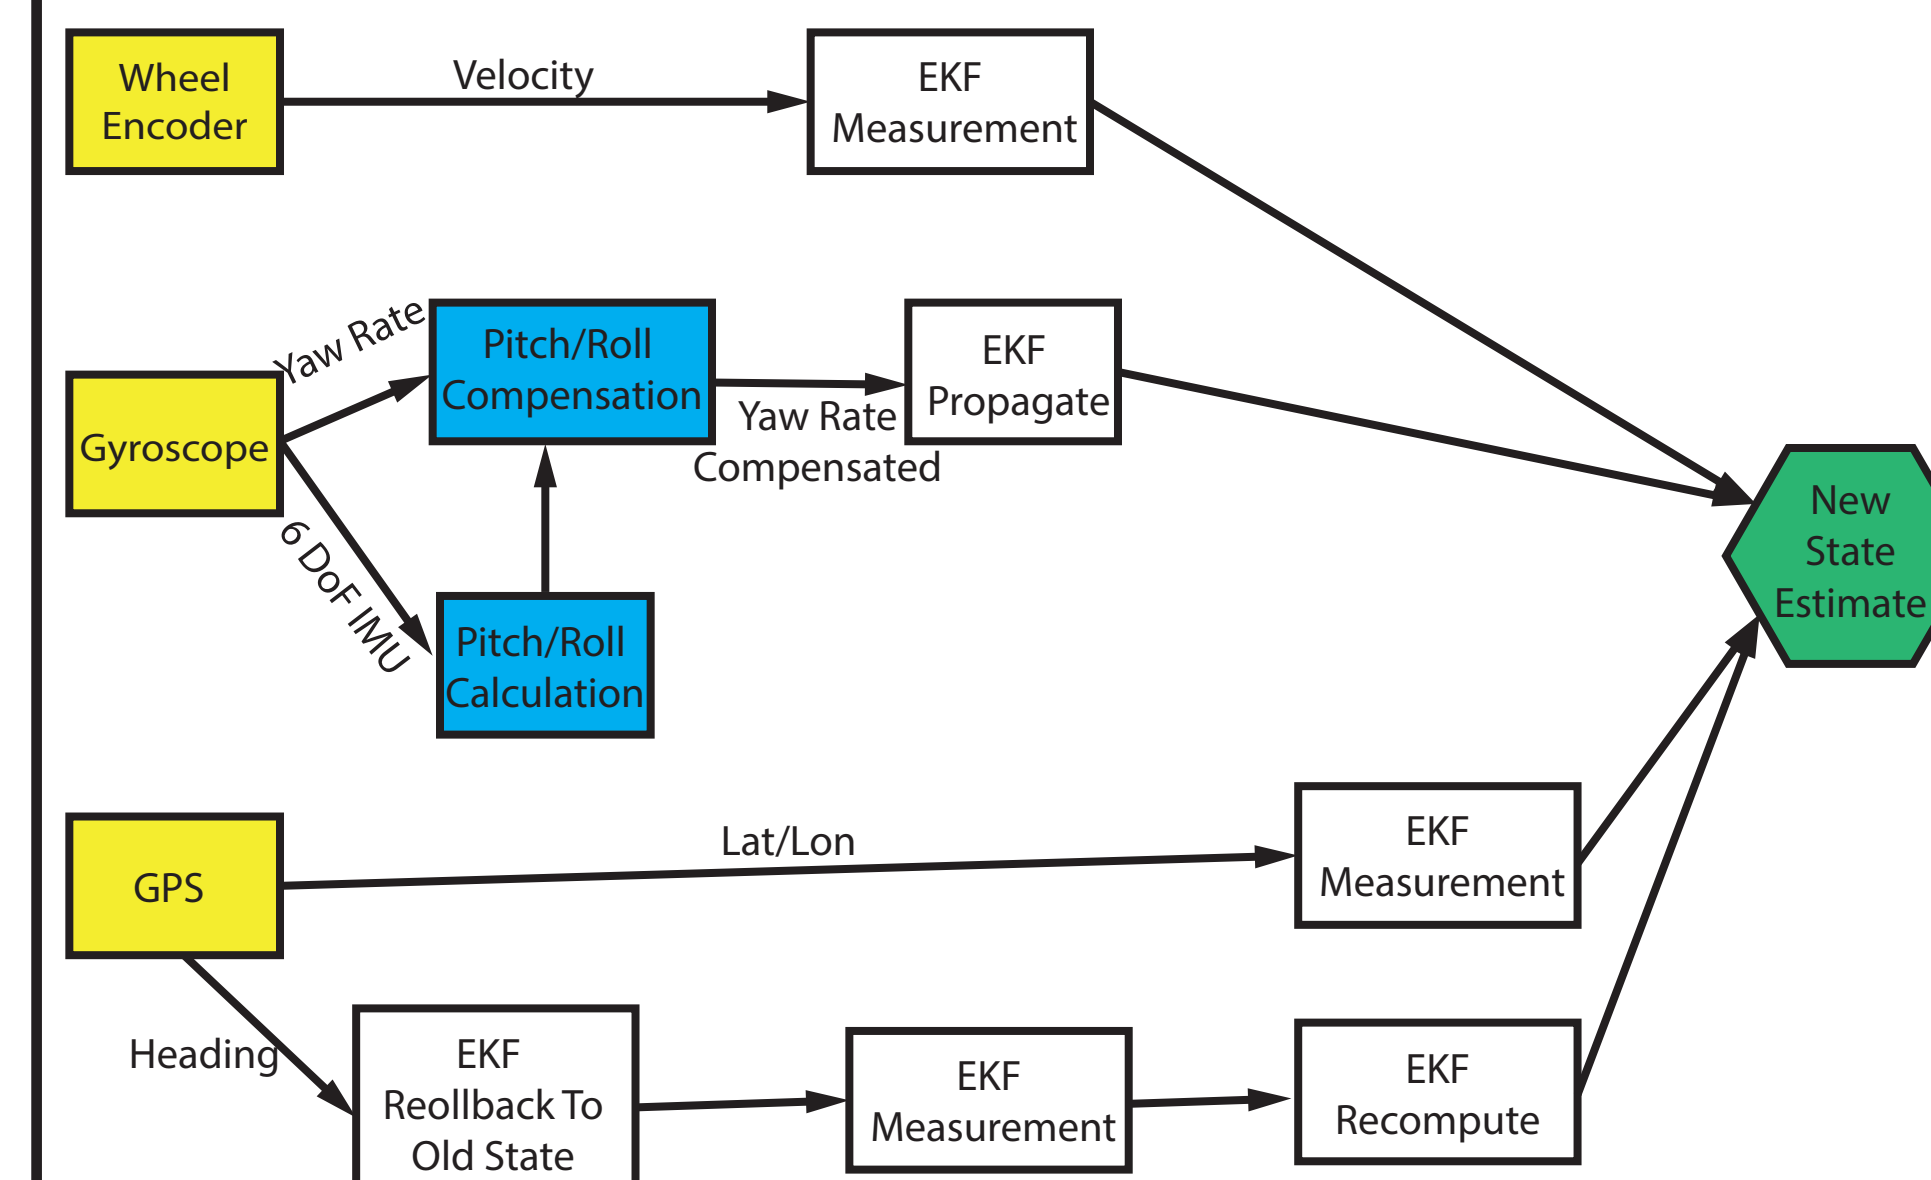 Wheel
Encoder
Velocity
EKF
Measurement
Yaw Rate
Pitch/Roll
Compensation
Gyroscope
Yaw Rate
Compensated
EKF
Propagate
6 DoF IMU
Pitch/Roll
Calculation
New
State
Estimate
GPS
Lat/Lon
EKF
Measurement
Heading
EKF
Reollback To
Old State
EKF
Measurement
EKF
Recompute